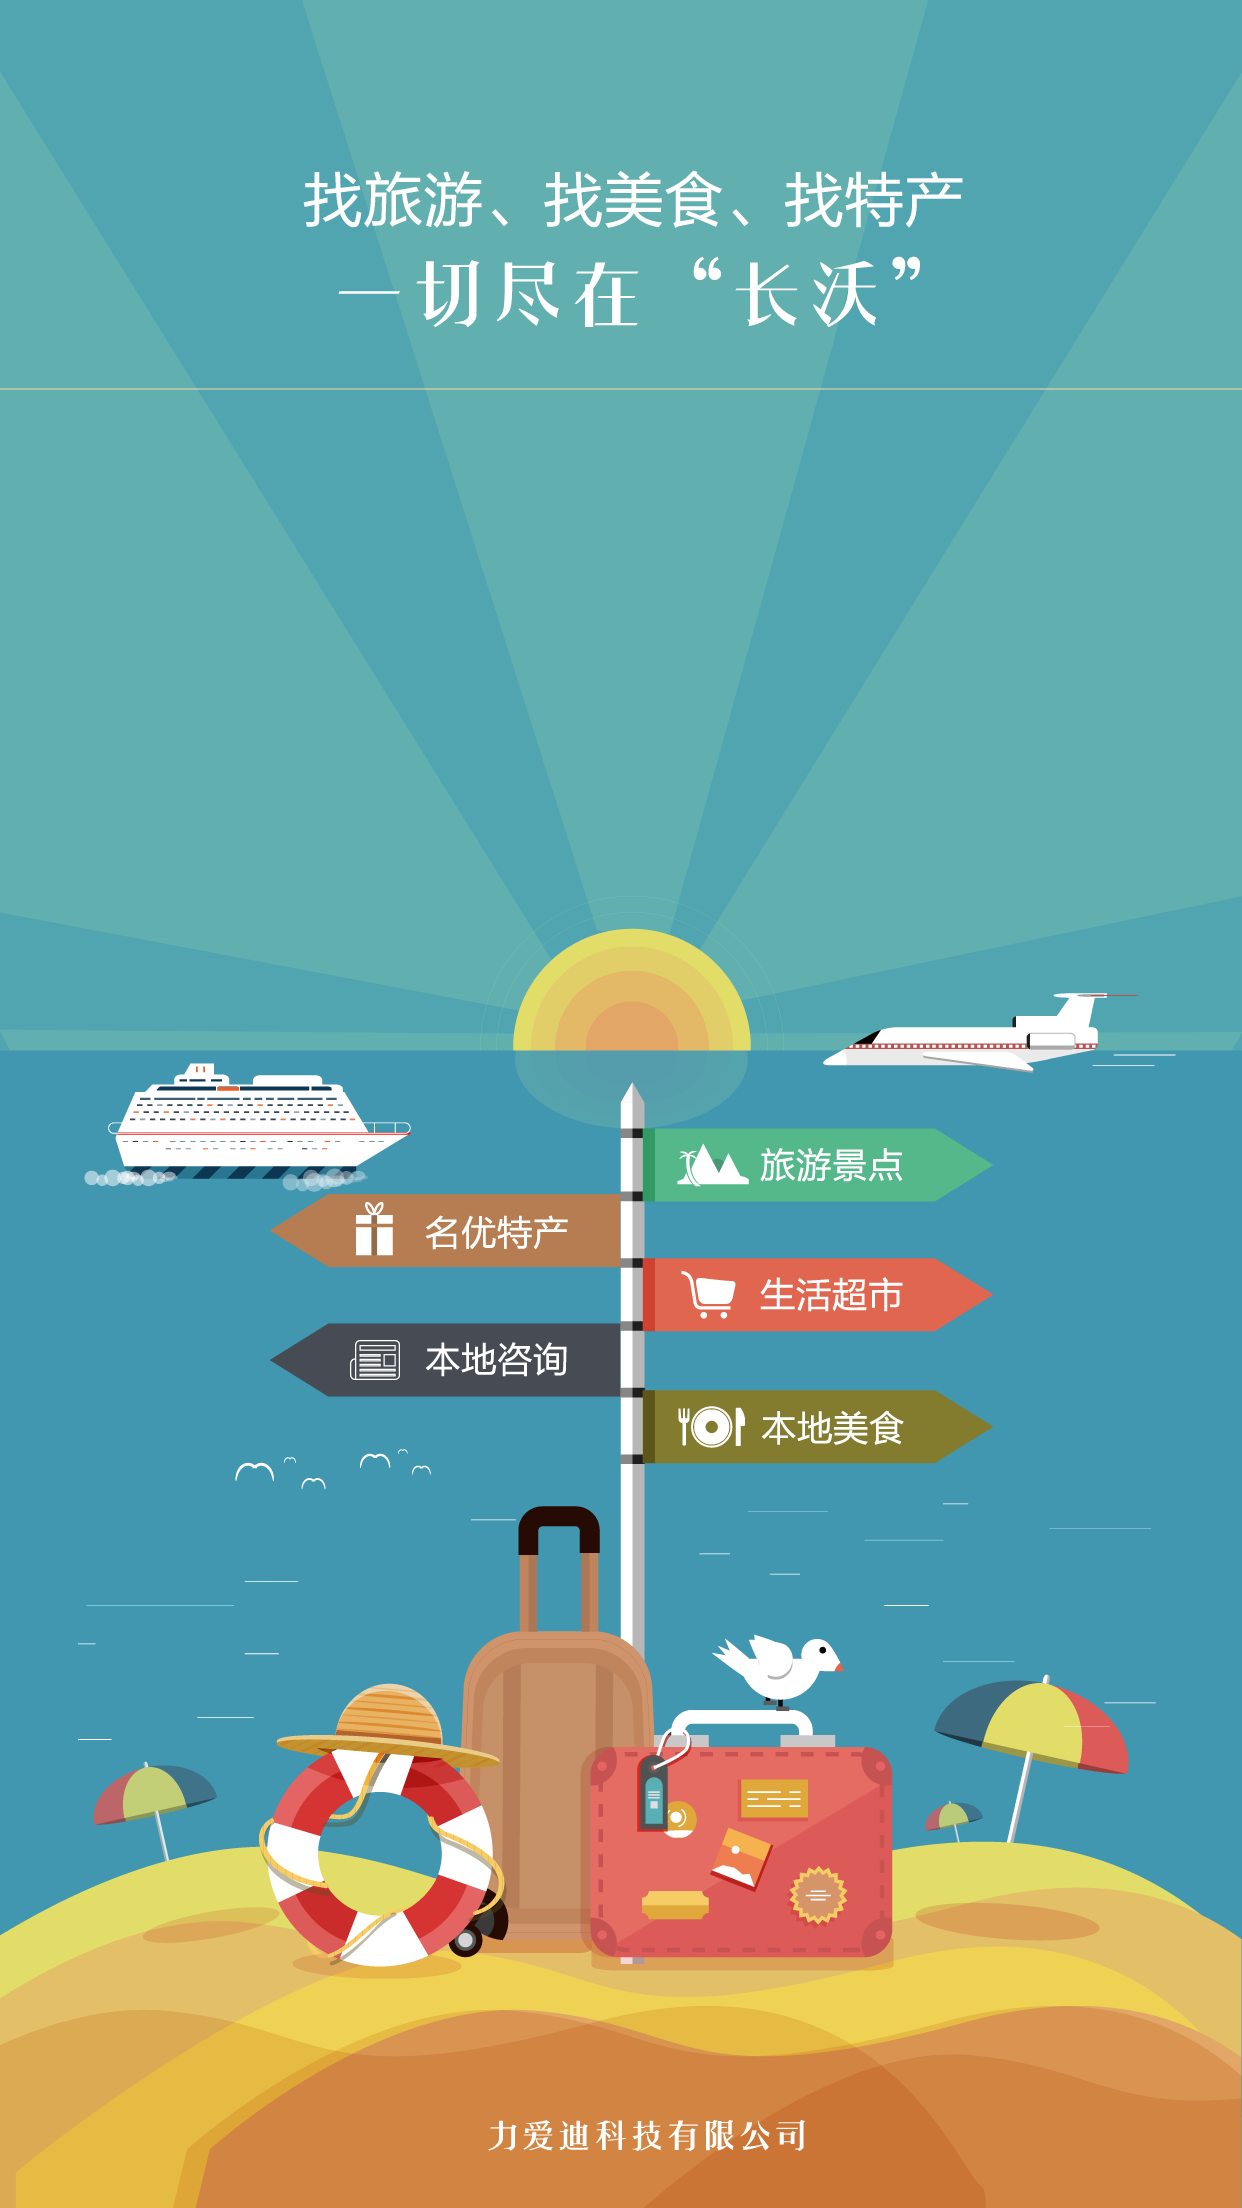 找旅游、找美食、找特产
一切尽在“长沃”
旅游景点
名优特产
生活超市
本地咨询
本地美食
力爱迪科技有限公司